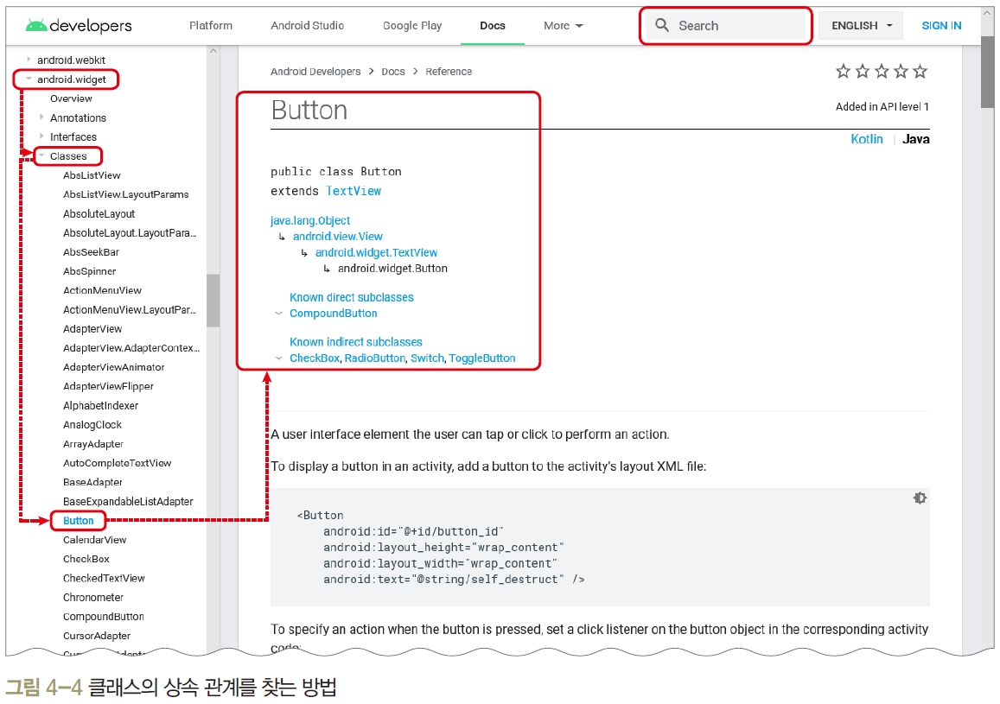 developers
Platform
Android Studio
Google Play
Docs
More
Search
ENGLISH
SIGN IN
android.webkit
android.widget
Overview
Annotations
Interfaces
Classes
AbsListView
AbsListView.LayoutParams
AbsoluteLayout
AbsoluteLayout.LayoutPara...
AbsSeekBar
AbsSpinner
ActionMenuView
ActionMenuView.LayoutPar...
AdapterView
AdapterView.AdapterContex...
AdapterViewAnimator
AdapterViewFlipper
AlphabetIndexer
AnalogClock
ArrayAdapter
AutoCompleteTextView
BaseAdapter
BaseExpandableListAdapter
Button
CalendarView
CheckBox
CheckedTextView
Chronometer
CompoundButton
CursorAdapter
Android Developers > Docs > Reference
Button
Added in API level 1
Kotlin | Java
public class Button
extends TextView
java.lang.Object
↳ android.view.View
↳ android.widget.TextView
↳ android.widget.Button
Known direct subclasses
CompoundButton
Known indirect subclasses
CheckBox, RadioButton, Switch, ToggleButton
A user interface element the user can tap or click to perform an action.
To display a button in an activity, add a button to the activity's layout XML file:
<Button
android:id="@+id/button_id"
android:layout_height="wrap_content"
android:layout_width="wrap_content"
android:text="@string/self_destruct" />
To specify an action when the button is pressed, set a click listener on the button object in the corresponding activity
code:
그림 4-4 클래스의 상속 관계를 찾는 방법